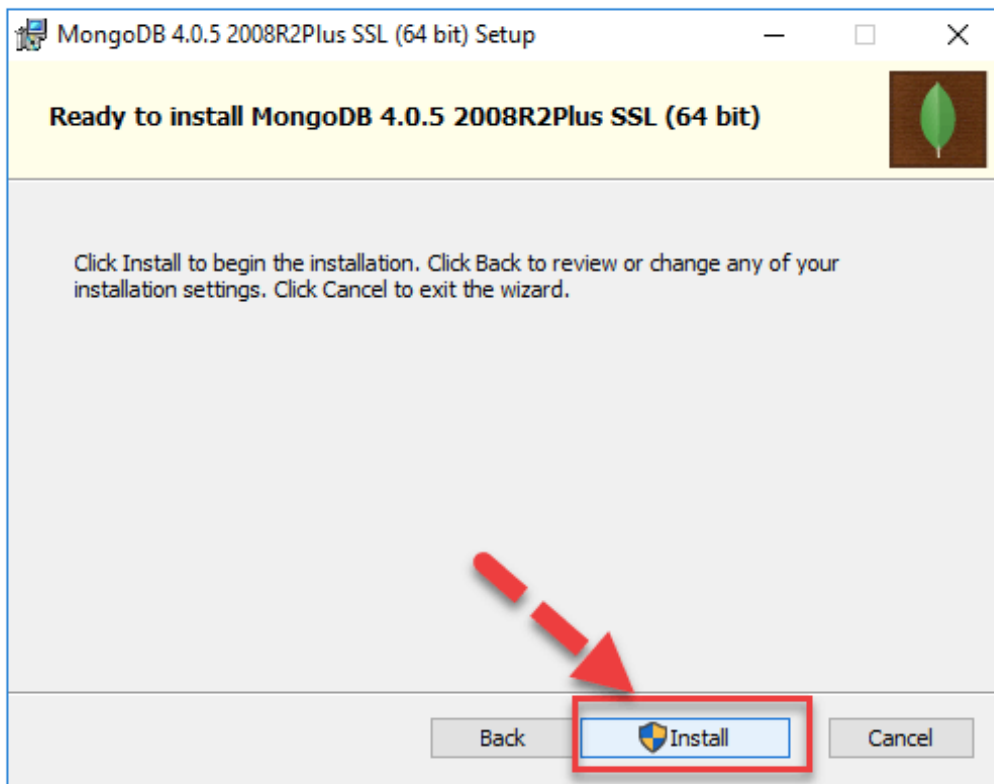 MongoDB 4.0.5 2008R2Plus SSL (64 bit) Setup
Ready to install MongoDB 4.0.5 2008R2Plus SSL (64 bit)
Click Install to begin the installation. Click Back to review or change any of your
installation settings. Click Cancel to exit the wizard.
Back Install Cancel